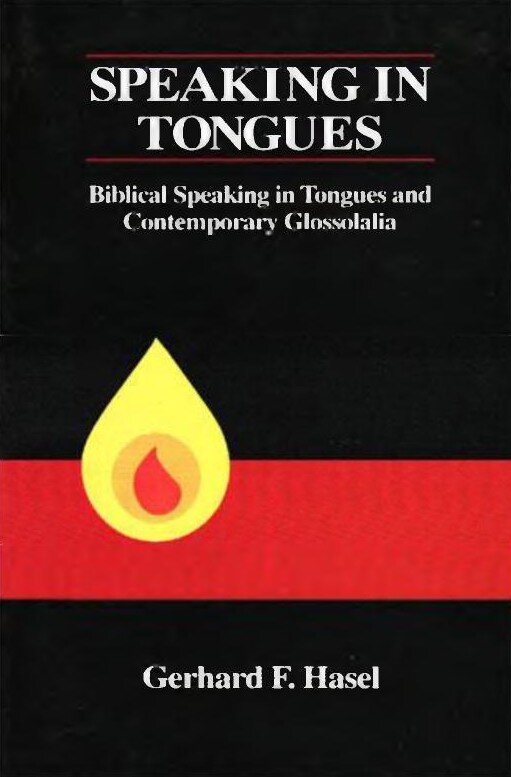 SPEAKING IN
TONGUES
Biblical Speaking in Tongues and
Contemporary Glossolalia
Gerhard F. Hasel